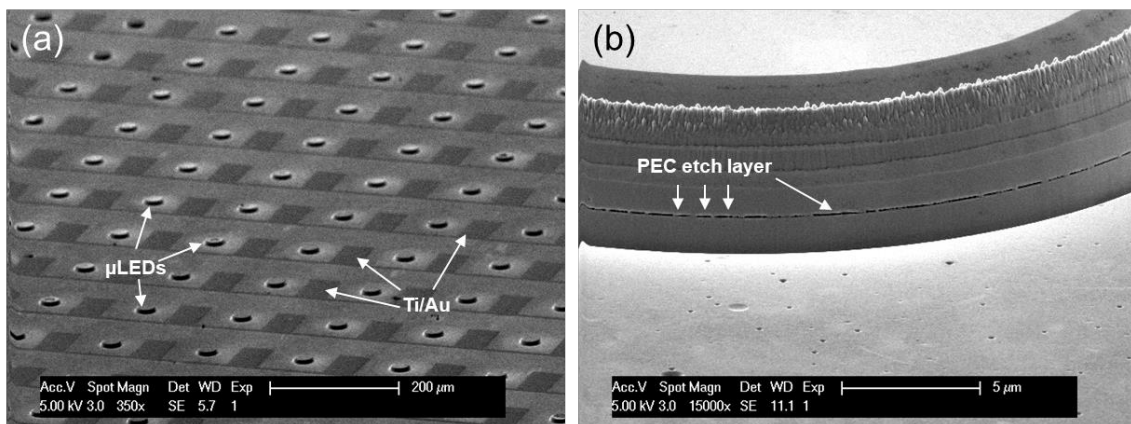 (a)
µLEDs
Ti/Au
Acc.V Spot Magn Det WD Exp 200 µm
5.00 kV 3.0 350x SE 5.7 1
(b)
PEC etch layer
Acc.V Spot Magn Det WD Exp 5 µm
5.00 kV 3.0 15000x SE 11.1 1